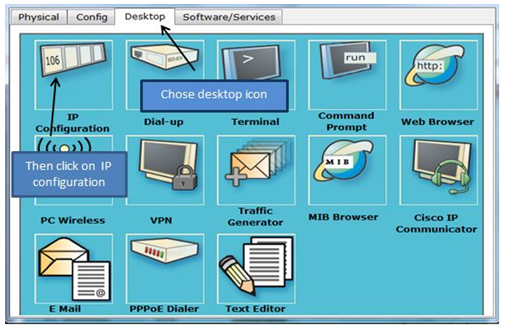 Physical Config Desktop Software/Services
Chose desktop icon
106
run
http:
IP
Configuration
Dial-up
Terminal
Command
Prompt
Web Browser
Then click on IP
configuration
MIB
PC Wireless
VPN
Traffic
Generator
MIB Browser
Cisco IP
Communicator
@
E Mail
PPPoE Dialer
Text Editor